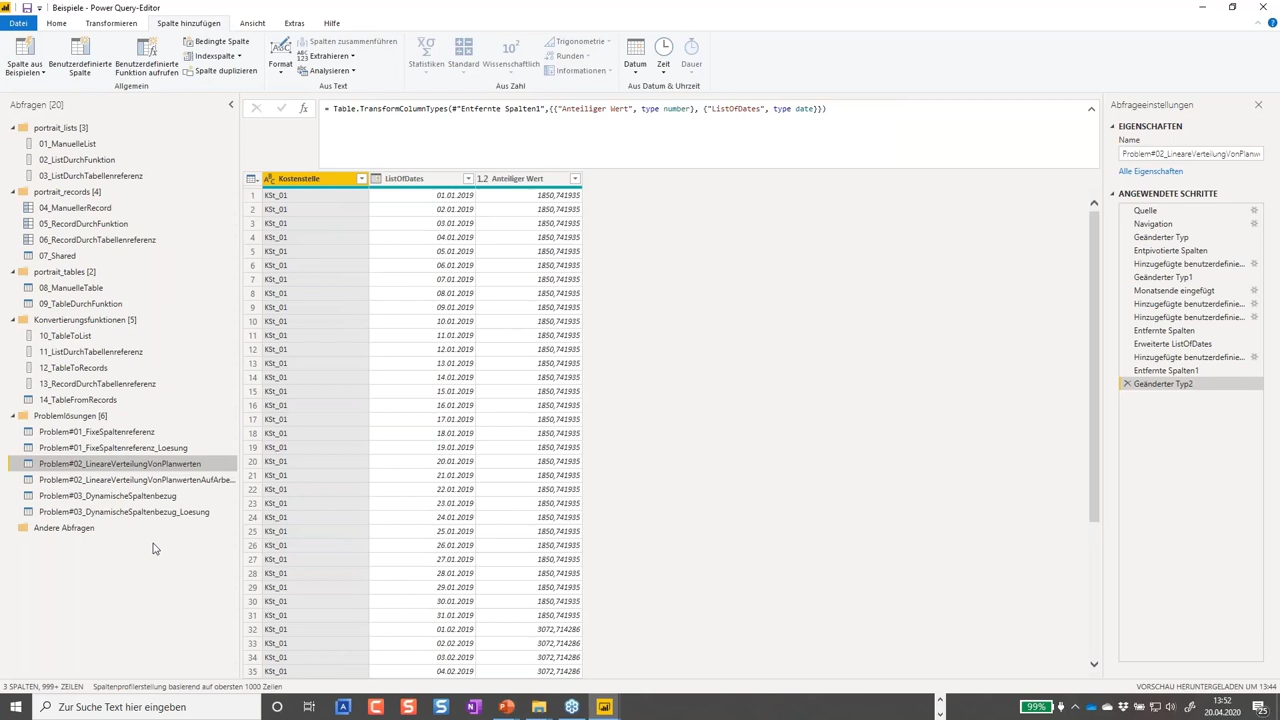 Beispiele - Power Query-Editor
Datei Home Transformieren Spalte hinzufügen Ansicht Extras Hilfe
Spalte aus Beispielen
Benutzerdefinierte Spalte
Benutzerdefinierte Funktion aufrufen
Bedingte Spalte
Indexspalte
Spalte duplizieren
Allgemein
Format
Spalten zusammenführen
Extrahieren
Analysieren
Aus Text
Statistiken
Standard
Wissenschaftlich
Trigonometrie
Runden
Informationen
Aus Zahl
Datum
Zeit
Dauer
Aus Datum & Uhrzeit
Abfragen [20]
portrait_lists [3]
01_ManuelleList
02_ListDurchFunktion
03_ListDurchTabellenreferenz
portrait_records [4]
04_ManuellerRecord
05_RecordDurchFunktion
06_RecordDurchTabellenreferenz
07_Shared
portrait_tables [2]
08_ManuelleTable
09_TableDurchFunktion
Konvertierungsfunktionen [5]
10_TableToList
11_ListDurchTabellenreferenz
12_TableToRecords
13_RecordDurchTabellenreferenz
14_TableFromRecords
Problemlösungen [6]
Problem#01_FixeSpaltenreferenz
Problem#01_FixeSpaltenreferenz_Loesung
Problem#02_LineareVerteilungVonPlanwerten
Problem#02_LineareVerteilungVonPlanwertenAufArbe...
Problem#03_DynamischeSpaltenbezug
Problem#03_DynamischeSpaltenbezug_Loesung
Andere Abfragen
= Table.TransformColumnTypes(#"Entfernte Spalten1",{{"Anteiliger Wert", type number}, {"ListOfDates", type date}})
Kostenstelle ListOfDates 1.2 Anteiliger Wert
1 KSt_01 01.01.2019 1850,741935
2 KSt_01 02.01.2019 1850,741935
3 KSt_01 03.01.2019 1850,741935
4 KSt_01 04.01.2019 1850,741935
5 KSt_01 05.01.2019 1850,741935
6 KSt_01 06.01.2019 1850,741935
7 KSt_01 07.01.2019 1850,741935
8 KSt_01 08.01.2019 1850,741935
9 KSt_01 09.01.2019 1850,741935
10 KSt_01 10.01.2019 1850,741935
11 KSt_01 11.01.2019 1850,741935
12 KSt_01 12.01.2019 1850,741935
13 KSt_01 13.01.2019 1850,741935
14 KSt_01 14.01.2019 1850,741935
15 KSt_01 15.01.2019 1850,741935
16 KSt_01 16.01.2019 1850,741935
17 KSt_01 17.01.2019 1850,741935
18 KSt_01 18.01.2019 1850,741935
19 KSt_01 19.01.2019 1850,741935
20 KSt_01 20.01.2019 1850,741935
21 KSt_01 21.01.2019 1850,741935
22 KSt_01 22.01.2019 1850,741935
23 KSt_01 23.01.2019 1850,741935
24 KSt_01 24.01.2019 1850,741935
25 KSt_01 25.01.2019 1850,741935
26 KSt_01 26.01.2019 1850,741935
27 KSt_01 27.01.2019 1850,741935
28 KSt_01 28.01.2019 1850,741935
29 KSt_01 29.01.2019 1850,741935
30 KSt_01 30.01.2019 1850,741935
31 KSt_01 31.01.2019 1850,741935
32 KSt_01 01.02.2019 3072,714286
33 KSt_01 02.02.2019 3072,714286
34 KSt_01 03.02.2019 3072,714286
35 KSt_01 04.02.2019 3072,714286
Abfrageeinstellungen
EIGENSCHAFTEN
Name
Problem#02_LineareVerteilungVonPlanw
Alle Eigenschaften
ANGEWENDETE SCHRITTE
Quelle
Navigation
Geänderter Typ
Entpivotierte Spalten
Hinzugefügte benutzerdefinie...
Geänderter Typ1
Monatsende eingefügt
Hinzugefügte benutzerdefinie...
Hinzugefügte benutzerdefinie...
Entfernte Spalten
Erweiterte ListOfDates
Hinzugefügte benutzerdefinie...
Entfernte Spalten1
Geänderter Typ2
3 SPALTEN, 999+ ZEILEN Spaltenprofilerstellung basierend auf obersten 1000 Zeilen
VORSCHAU HERUNTERGELADEN UM 13:44
Zur Suche Text hier eingeben
99%
13:52
20.04.2020